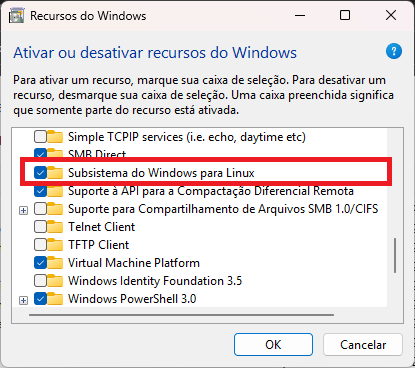 Recursos do Windows
Ativar ou desativar recursos do Windows
Para ativar um recurso, marque sua caixa de seleção. Para desativar um
recurso, desmarque sua caixa de seleção. Uma caixa preenchida significa
que somente parte do recurso está ativada.
Simple TCPIP services (i.e. echo, daytime etc)
SMB Direct
Subsistema do Windows para Linux
Suporte à API para a Compactação Diferencial Remota
Suporte para Compartilhamento de Arquivos SMB 1.0/CIFS
Telnet Client
TFTP Client
Virtual Machine Platform
Windows Identity Foundation 3.5
Windows PowerShell 3.0
OK
Cancelar